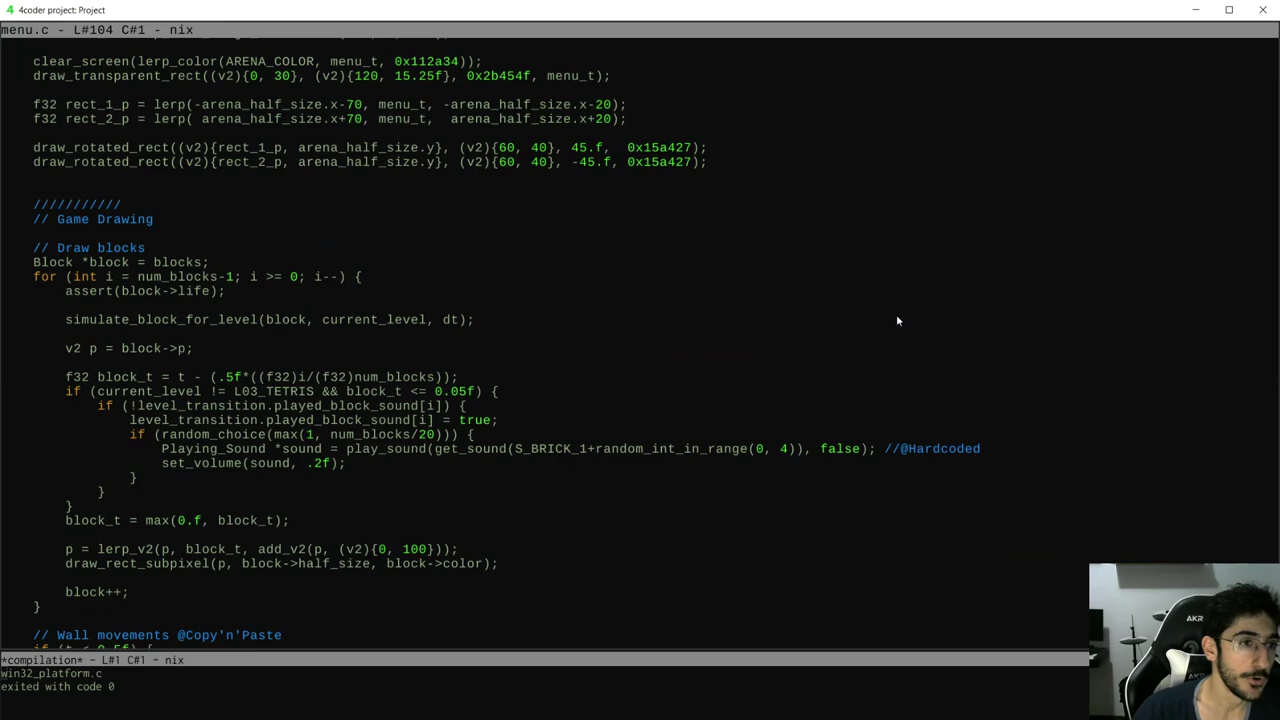 4coder project: Project
menu.c - L#104 C#1 - nix
clear_screen(lerp_color(ARENA_COLOR, menu_t, 0x112a34));
draw_transparent_rect((v2){0, 30}, (v2){120, 15.25f}, 0x2b454f, menu_t);
f32 rect_1_p = lerp(-arena_half_size.x-70, menu_t, -arena_half_size.x-20);
f32 rect_2_p = lerp( arena_half_size.x+70, menu_t,  arena_half_size.x+20);
draw_rotated_rect((v2){rect_1_p, arena_half_size.y}, (v2){60, 40}, 45.f,  0x15a427);
draw_rotated_rect((v2){rect_2_p, arena_half_size.y}, (v2){60, 40}, -45.f, 0x15a427);
///////////
// Game Drawing
// Draw blocks
Block *block = blocks;
for (int i = num_blocks-1; i >= 0; i--) {
assert(block->life);
simulate_block_for_level(block, current_level, dt);
v2 p = block->p;
f32 block_t = t - (.5f*((f32)i/(f32)num_blocks));
if (current_level != L03_TETRIS && block_t <= 0.05f) {
if (!level_transition.played_block_sound[i]) {
level_transition.played_block_sound[i] = true;
if (random_choice(max(1, num_blocks/20))) {
Playing_Sound *sound = play_sound(get_sound(S_BRICK_1+random_int_in_range(0, 4)), false); //@Hardcoded
set_volume(sound, .2f);
}
}
}
block_t = max(0.f, block_t);
p = lerp_v2(p, block_t, add_v2(p, (v2){0, 100}));
draw_rect_subpixel(p, block->half_size, block->color);
block++;
}
// Wall movements @Copy'n'Paste
*compilation* - L#1 C#1 - nix
win32_platform.c
exited with code 0
AKR